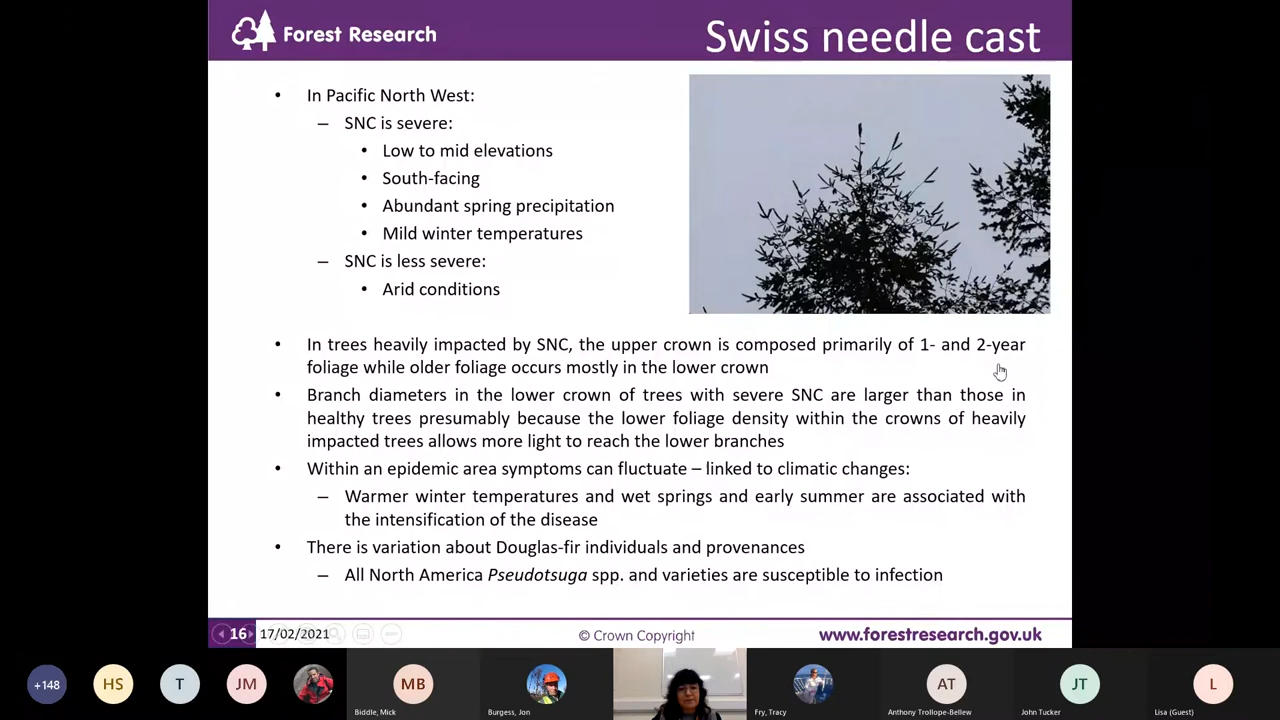 Forest Research
Swiss needle cast
• In Pacific North West:
– SNC is severe:
• Low to mid elevations
• South-facing
• Abundant spring precipitation
• Mild winter temperatures
– SNC is less severe:
• Arid conditions
• In trees heavily impacted by SNC, the upper crown is composed primarily of 1- and 2-year
foliage while older foliage occurs mostly in the lower crown
• Branch diameters in the lower crown of trees with severe SNC are larger than those in
healthy trees presumably because the lower foliage density within the crowns of heavily
impacted trees allows more light to reach the lower branches
• Within an epidemic area symptoms can fluctuate – linked to climatic changes:
– Warmer winter temperatures and wet springs and early summer are associated with
the intensification of the disease
• There is variation about Douglas-fir individuals and provenances
– All North America Pseudotsuga spp. and varieties are susceptible to infection
16 17/02/2021
© Crown Copyright
www.forestresearch.gov.uk
+148
HS
T
JM
MB
AT
JT
L
Biddle, Mick
Burgess, Jon
Fry, Tracy
Anthony Trollope-Bellew
John Tucker
Lisa (Guest)